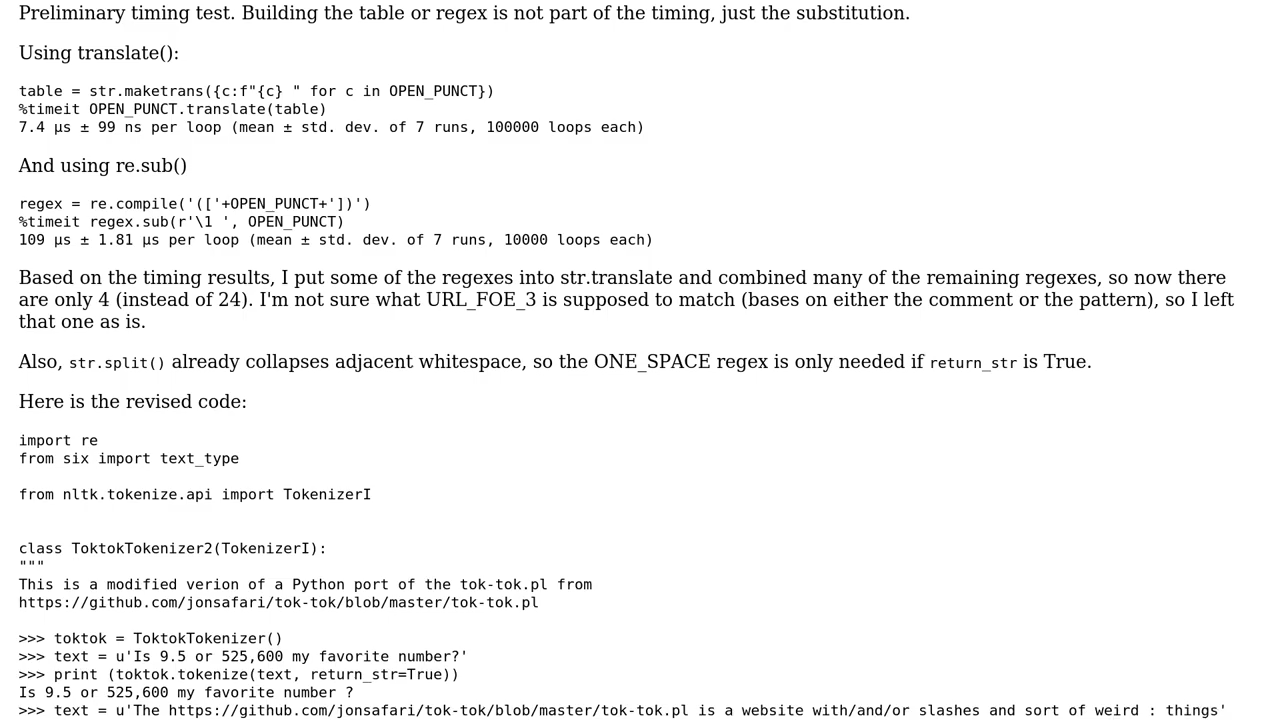 Preliminary timing test. Building the table or regex is not part of the timing, just the substitution.
Using translate():
table = str.maketrans({c:f"{c} " for c in OPEN_PUNCT})
%timeit OPEN_PUNCT.translate(table)
7.4 µs ± 99 ns per loop (mean ± std. dev. of 7 runs, 100000 loops each)
And using re.sub()
regex = re.compile('(['+OPEN_PUNCT+'])')
%timeit regex.sub(r'\1 ', OPEN_PUNCT)
109 µs ± 1.81 µs per loop (mean ± std. dev. of 7 runs, 10000 loops each)
Based on the timing results, I put some of the regexes into str.translate and combined many of the remaining regexes, so now there
are only 4 (instead of 24). I'm not sure what URL_FOE_3 is supposed to match (bases on either the comment or the pattern), so I left
that one as is.
Also, str.split() already collapses adjacent whitespace, so the ONE_SPACE regex is only needed if return_str is True.
Here is the revised code:
import re
from six import text_type
from nltk.tokenize.api import TokenizerI
class ToktokTokenizer2(TokenizerI):
"""
This is a modified verion of a Python port of the tok-tok.pl from
https://github.com/jonsafari/tok-tok/blob/master/tok-tok.pl
>>> toktok = ToktokTokenizer()
>>> text = u'Is 9.5 or 525,600 my favorite number?'
>>> print (toktok.tokenize(text, return_str=True))
Is 9.5 or 525,600 my favorite number ?
>>> text = u'The https://github.com/jonsafari/tok-tok/blob/master/tok-tok.pl is a website with/and/or slashes and sort of weird : things'